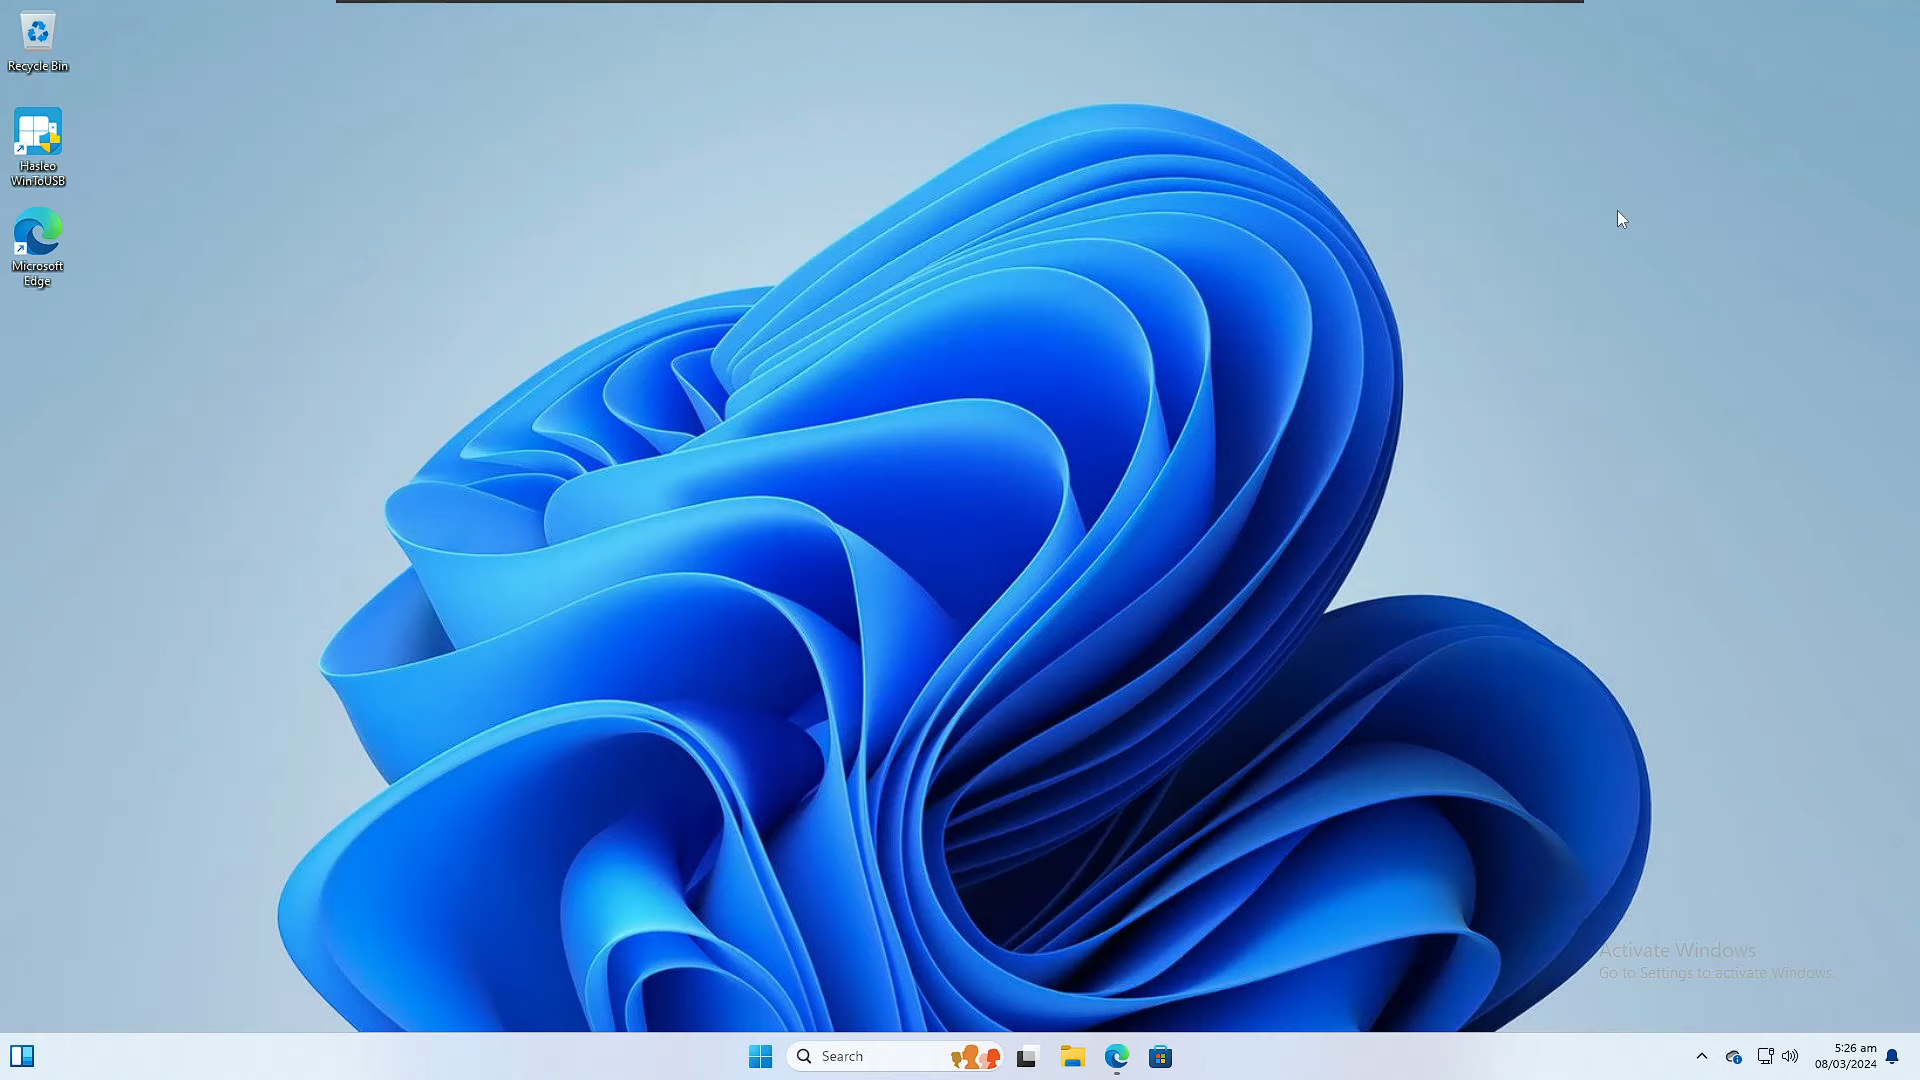 Recycle Bin
Hasleo
WinToUSB
Microsoft
Edge
Activate Windows
Go to Settings to activate Windows.
Search
5:26 am
08/03/2024